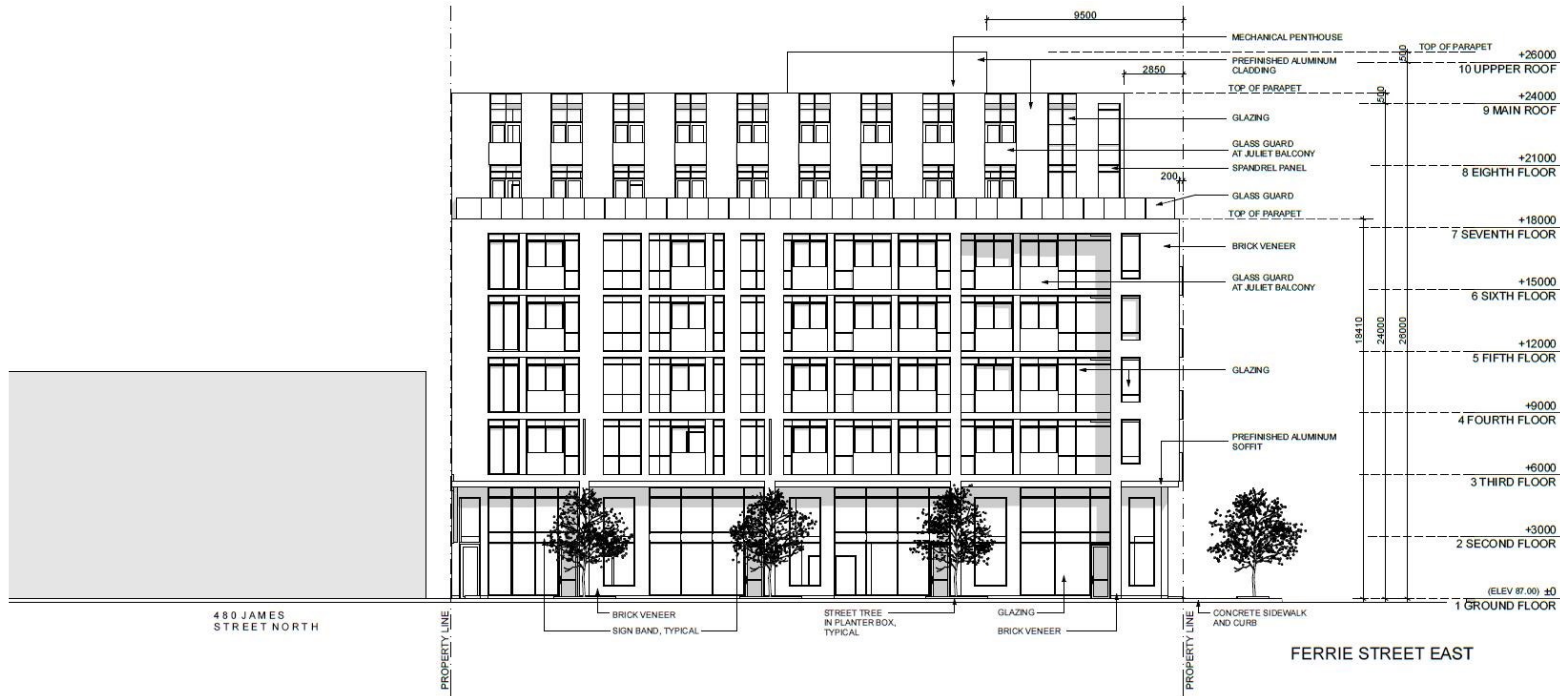 9500
MECHANICAL PENTHOUSE
TOP OF PARAPET
500
+26000
10 UPPPER ROOF
PREFINISHED ALUMINUM
CLADDING
2850
TOP OF PARAPET
500
+24000
9 MAIN ROOF
GLAZING
GLASS GUARD
AT JULIET BALCONY
+21000
8 EIGHTH FLOOR
SPANDREL PANEL
200
GLASS GUARD
TOP OF PARAPET
+18000
7 SEVENTH FLOOR
BRICK VENEER
GLASS GUARD
AT JULIET BALCONY
+15000
6 SIXTH FLOOR
18410
24000
26000
+12000
5 FIFTH FLOOR
GLAZING
+9000
4 FOURTH FLOOR
PREFINISHED ALUMINUM
SOFFIT
+6000
3 THIRD FLOOR
+3000
2 SECOND FLOOR
(ELEV 87.00) ±0
1 GROUND FLOOR
480 JAMES
STREET NORTH
PROPERTY LINE
BRICK VENEER
SIGN BAND, TYPICAL
STREET TREE
IN PLANTER BOX,
TYPICAL
GLAZING
BRICK VENEER
PROPERTY LINE
CONCRETE SIDEWALK
AND CURB
FERRIE STREET EAST